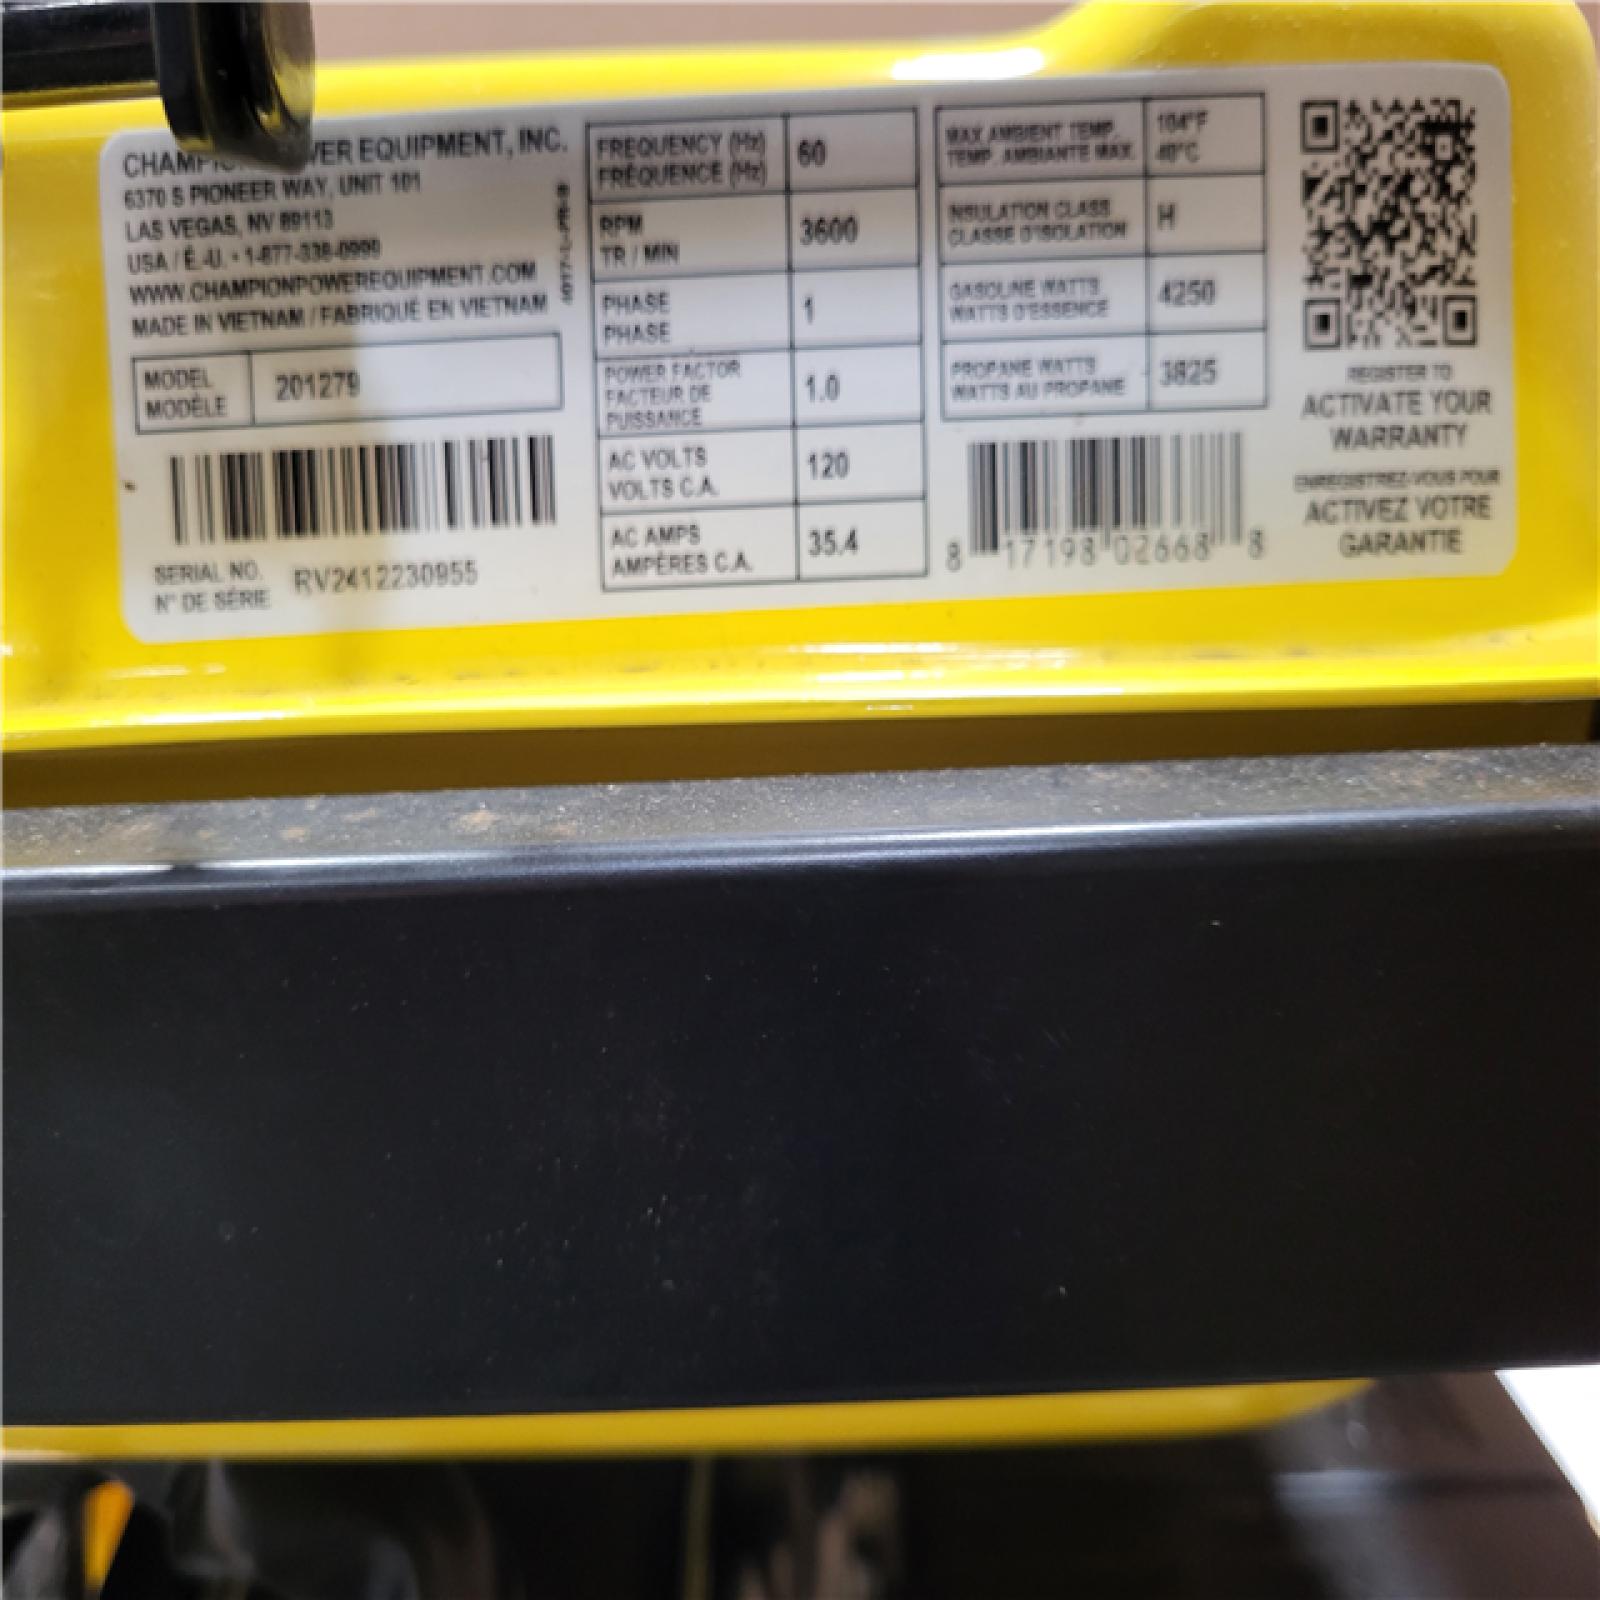 CHAMPI WER EQUIPMENT, INC.
6370 S PIONEER WAY, UNIT 101
LAS VEGAS, NV 89113
USA / É.-U. • 1-877-338-0999
WWW.CHAMPIONPOWEREQUIPMENT.COM
MADE IN VIETNAM / FABRIQUÉ EN VIETNAM
MODEL
MODÈLE
201279
SERIAL NO.
N° DE SÉRIE
RV2412230955
FREQUENCY (Hz)
FRÉQUENCE (Hz)
60
RPM
TR / MIN
3600
PHASE
PHASE
1
POWER FACTOR
FACTEUR DE
PUISSANCE
1.0
AC VOLTS
VOLTS C.A.
120
AC AMPS
AMPÈRES C.A.
35.4
MAX AMBIENT TEMP.
TEMP. AMBIANTE MAX.
104°F
40°C
INSULATION CLASS
CLASSE D'ISOLATION
H
GASOLINE WATTS
WATTS D'ESSENCE
4250
PROPANE WATTS
WATTS AU PROPANE
3825
8 17198 02668 8
REGISTER TO
ACTIVATE YOUR
WARRANTY
ENREGISTREZ-VOUS POUR
ACTIVEZ VOTRE
GARANTIE